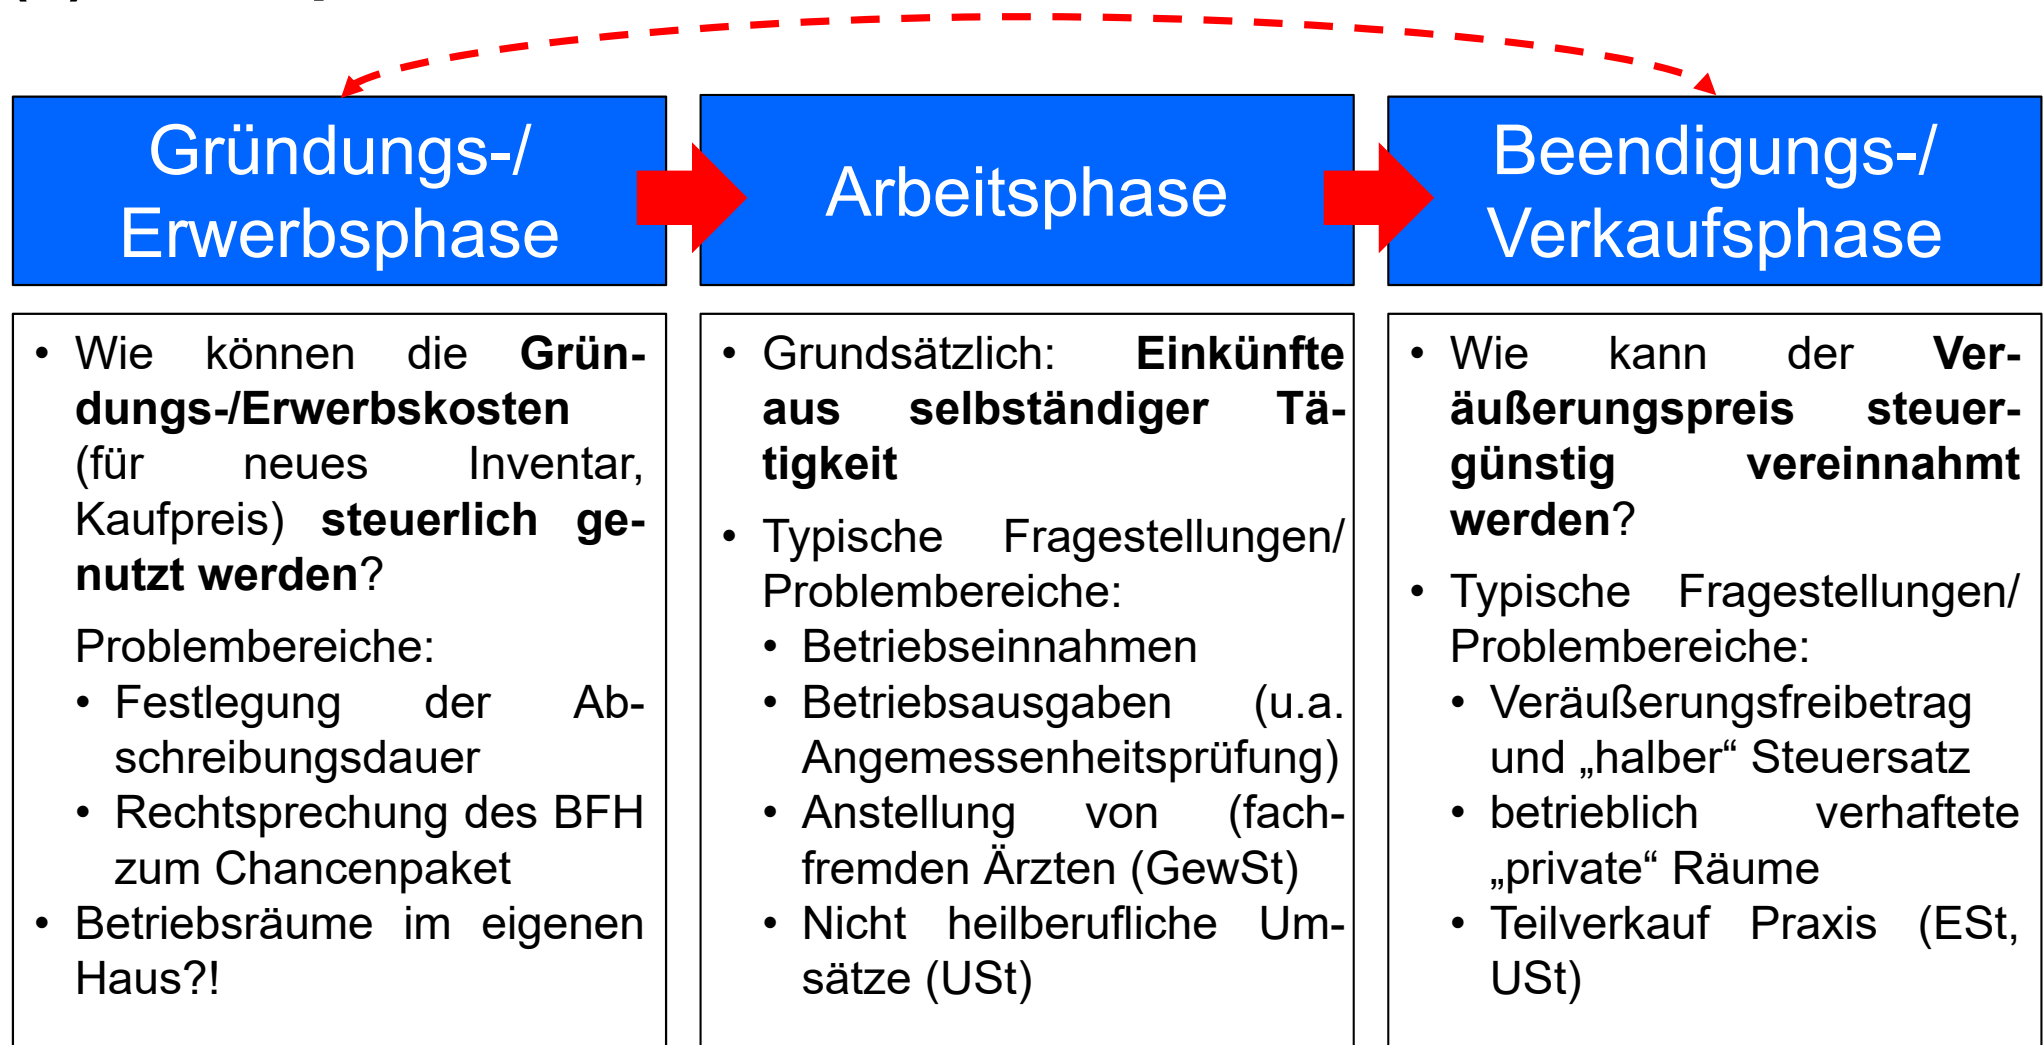 Gründungs-/
Erwerbsphase
Arbeitsphase
Beendigungs-/
Verkaufsphase
• Wie können die Grün-
dungs-/Erwerbskosten
(für neues Inventar,
Kaufpreis) steuerlich ge-
nutzt werden?
Problembereiche:
• Festlegung der Ab-
schreibungsdauer
• Rechtsprechung des BFH
zum Chancenpaket
• Betriebsräume im eigenen
Haus?!
• Grundsätzlich: Einkünfte
aus selbständiger Tä-
tigkeit
• Typische Fragestellungen/
Problembereiche:
• Betriebseinnahmen
• Betriebsausgaben (u.a.
Angemessenheitsprüfung)
• Anstellung von (fach-
fremden Ärzten (GewSt)
• Nicht heilberufliche Um-
sätze (USt)
• Wie kann der Ver-
äußerungspreis steuer-
günstig vereinnahmt
werden?
• Typische Fragestellungen/
Problembereiche:
• Veräußerungsfreibetrag
und „halber“ Steuersatz
• betrieblich verhaftete
„private“ Räume
• Teilverkauf Praxis (ESt,
USt)